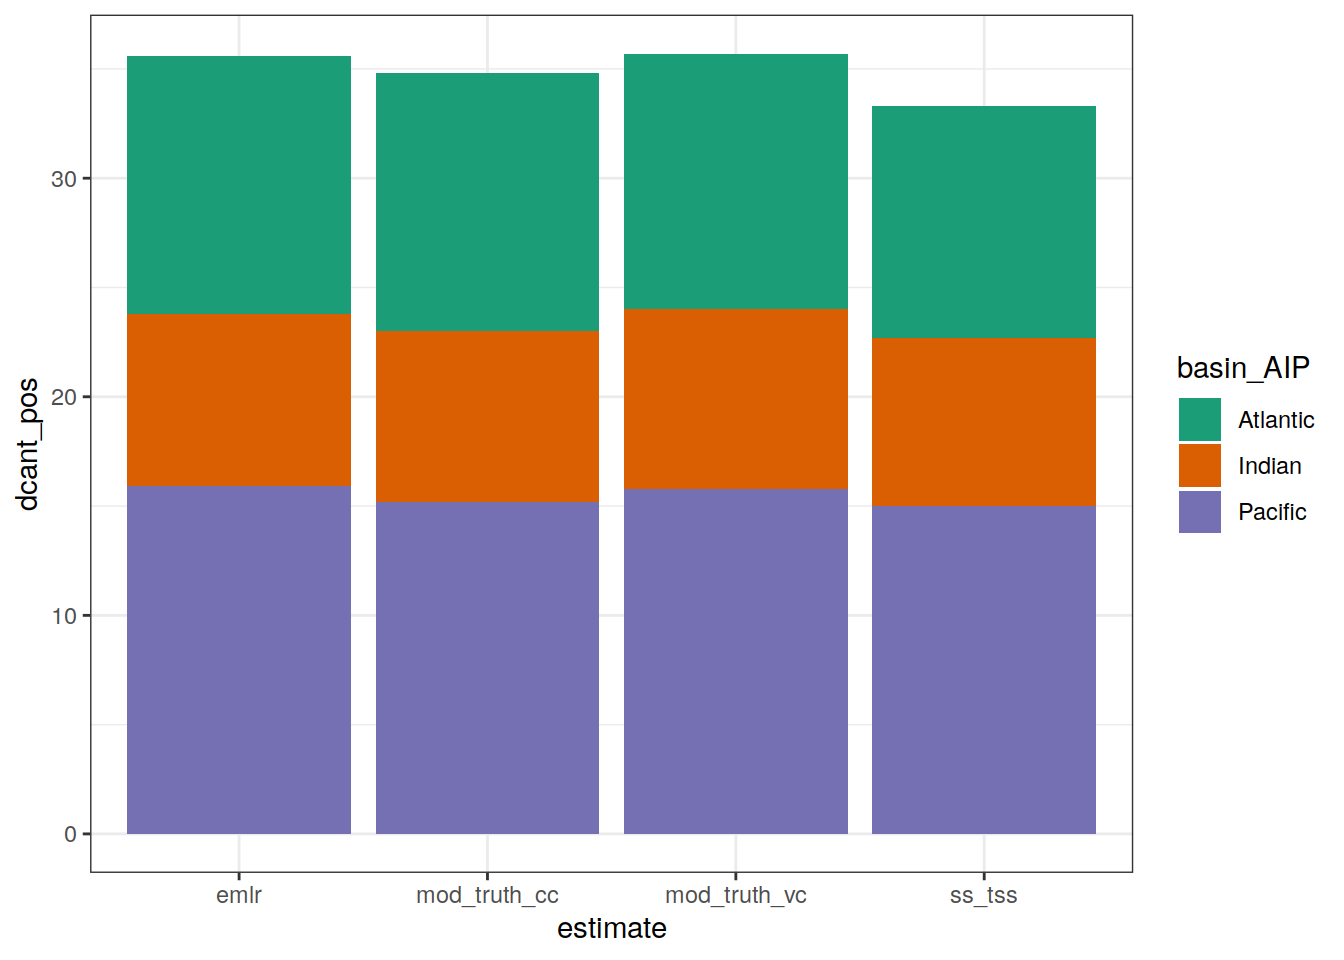 dcant_pos
30
20
10
0
emlr
mod_truth_cc
mod_truth_vc
ss_tss
estimate
basin_AIP
Atlantic
Indian
Pacific